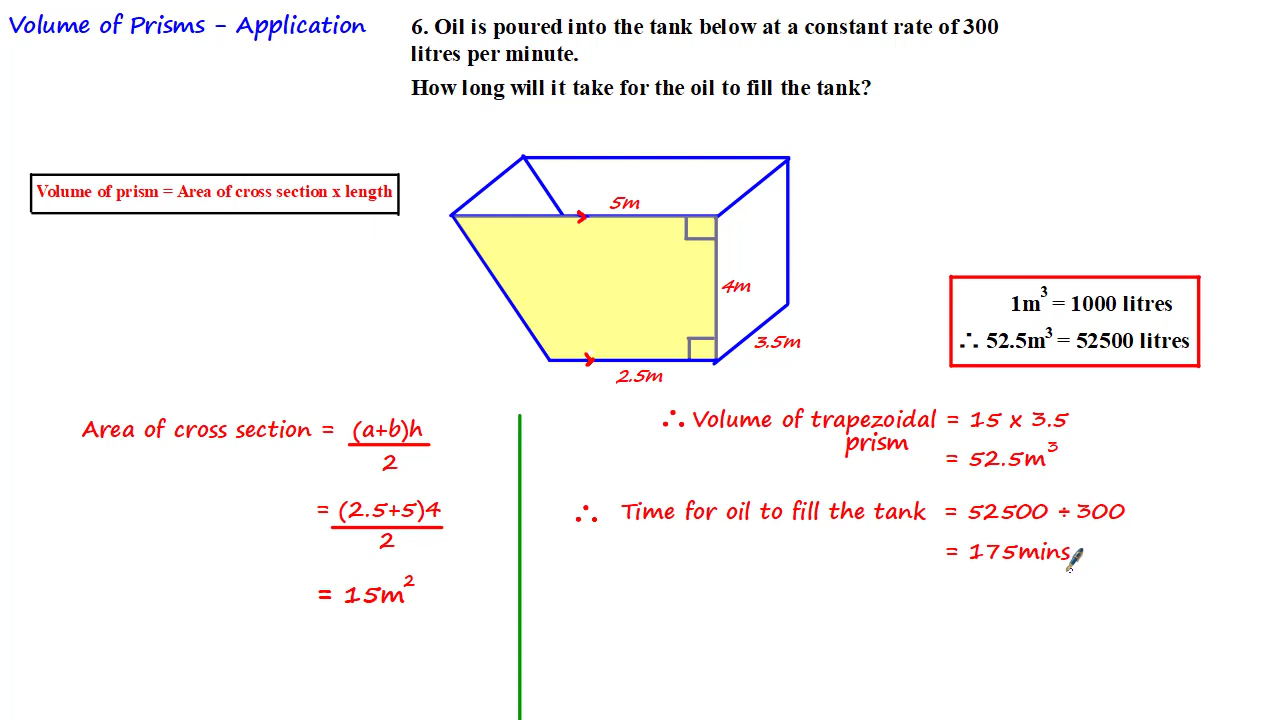 Volume of Prisms - Application
6. Oil is poured into the tank below at a constant rate of 300
litres per minute.
How long will it take for the oil to fill the tank?
Volume of prism = Area of cross section x length
5m
4m
3.5m
2.5m
1m³ = 1000 litres
∴ 52.5m³ = 52500 litres
Area of cross section = (a+b)h
2
= (2.5+5)4
2
= 15m²
∴ Volume of trapezoidal = 15 x 3.5
prism
= 52.5m³
∴ Time for oil to fill the tank = 52500 ÷ 300
= 175mins